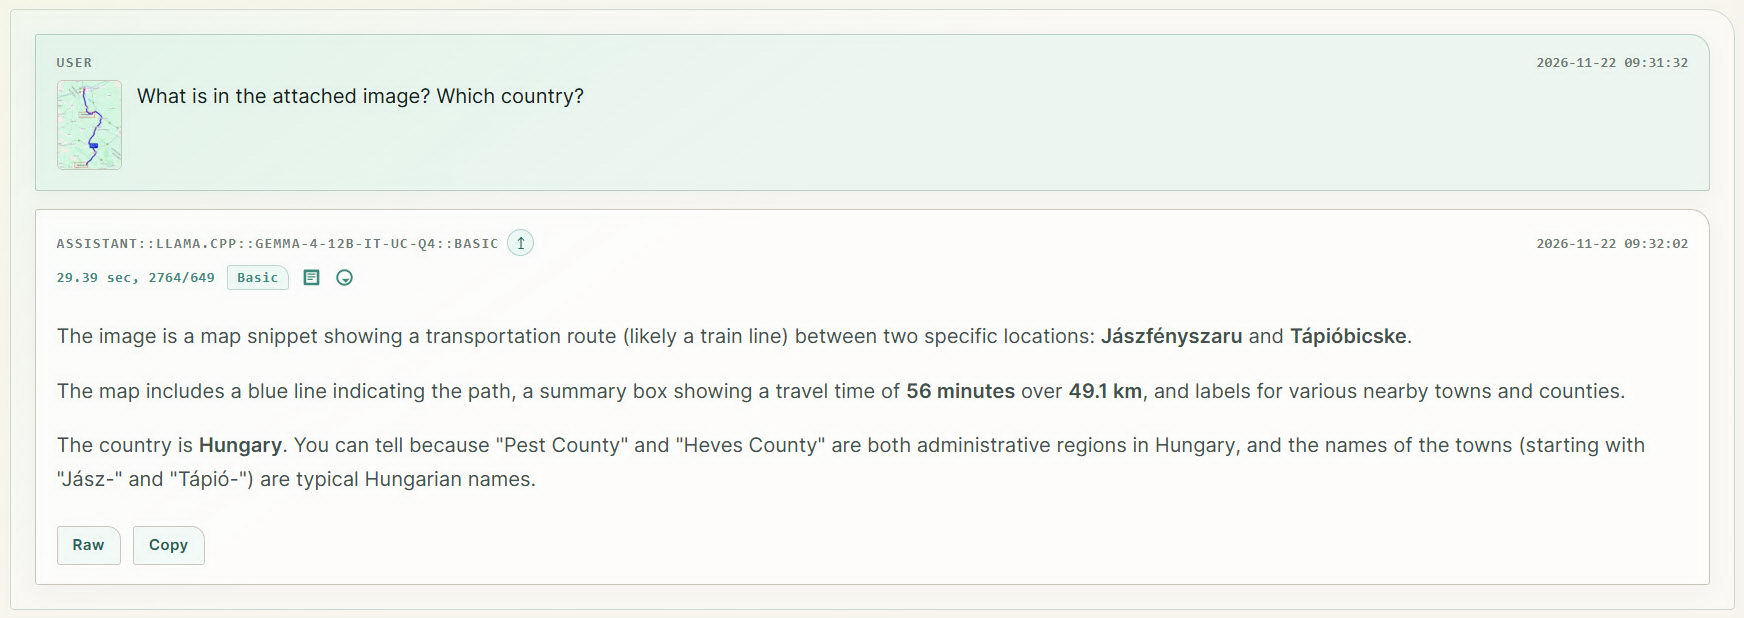 USER
2026-11-22 09:31:32
What is in the attached image? Which country?
ASSISTANT::LLAMA.CPP::GEMMA-4-12B-IT-UC-Q4::BASIC
2026-11-22 09:32:02
29.39 sec, 2764/649
Basic
The image is a map snippet showing a transportation route (likely a train line) between two specific locations: Jászfényszaru and Tápióbicske.
The map includes a blue line indicating the path, a summary box showing a travel time of 56 minutes over 49.1 km, and labels for various nearby towns and counties.
The country is Hungary. You can tell because "Pest County" and "Heves County" are both administrative regions in Hungary, and the names of the towns (starting with
"Jász-" and "Tápió-") are typical Hungarian names.
Raw
Copy